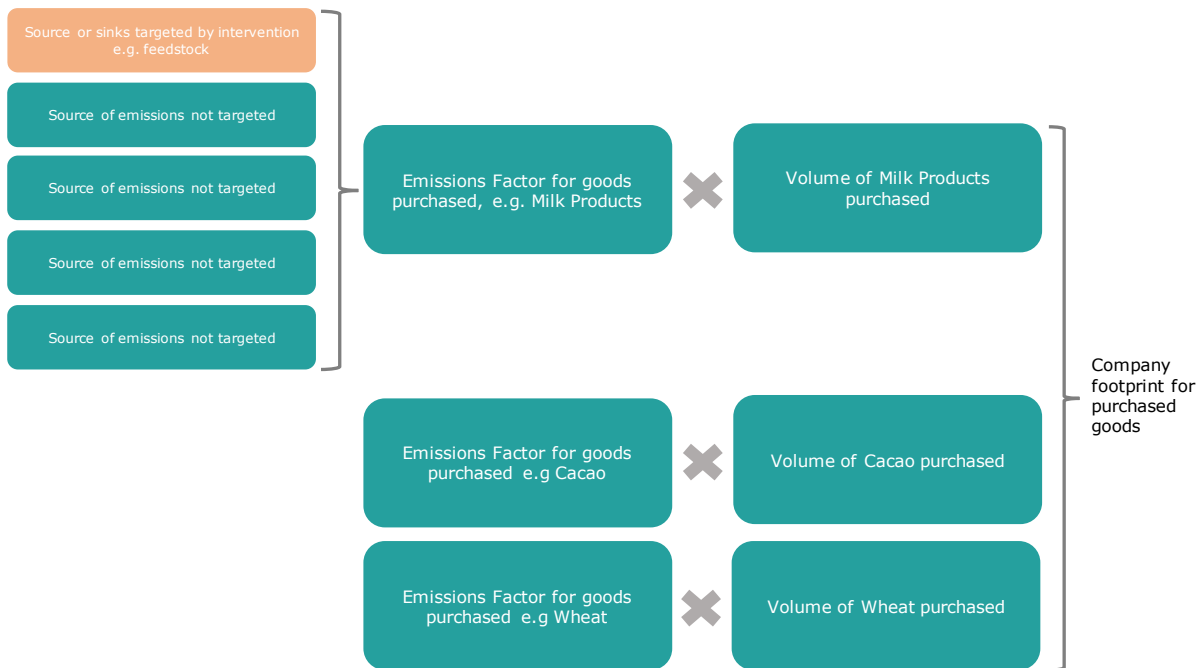 Source or sinks targeted by intervention
e.g. feedstock
Source of emissions not targeted
Source of emissions not targeted
Source of emissions not targeted
Source of emissions not targeted
Emissions Factor for goods
purchased, e.g. Milk Products
Volume of Milk Products
purchased
Emissions Factor for goods
purchased e.g Cacao
Volume of Cacao purchased
Emissions Factor for goods
purchased e.g Wheat
Volume of Wheat purchased
Company
footprint for
purchased
goods